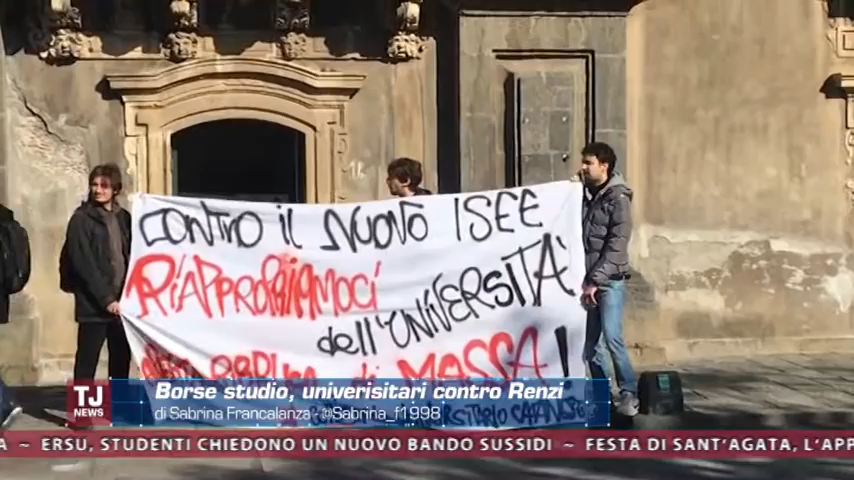 CONTRO il NUOVO ISEE
RiAPPROPRIAMOCI
dell'UNIVERSITÀ
di MASSA!
TJ
NEWS
Borse studio, univerisitari contro Renzi
di Sabrina Francalanza - @Sabrina_f1998
~ ERSU, STUDENTI CHIEDONO UN NUOVO BANDO SUSSIDI ~ FESTA DI SANT'AGATA, L'APP